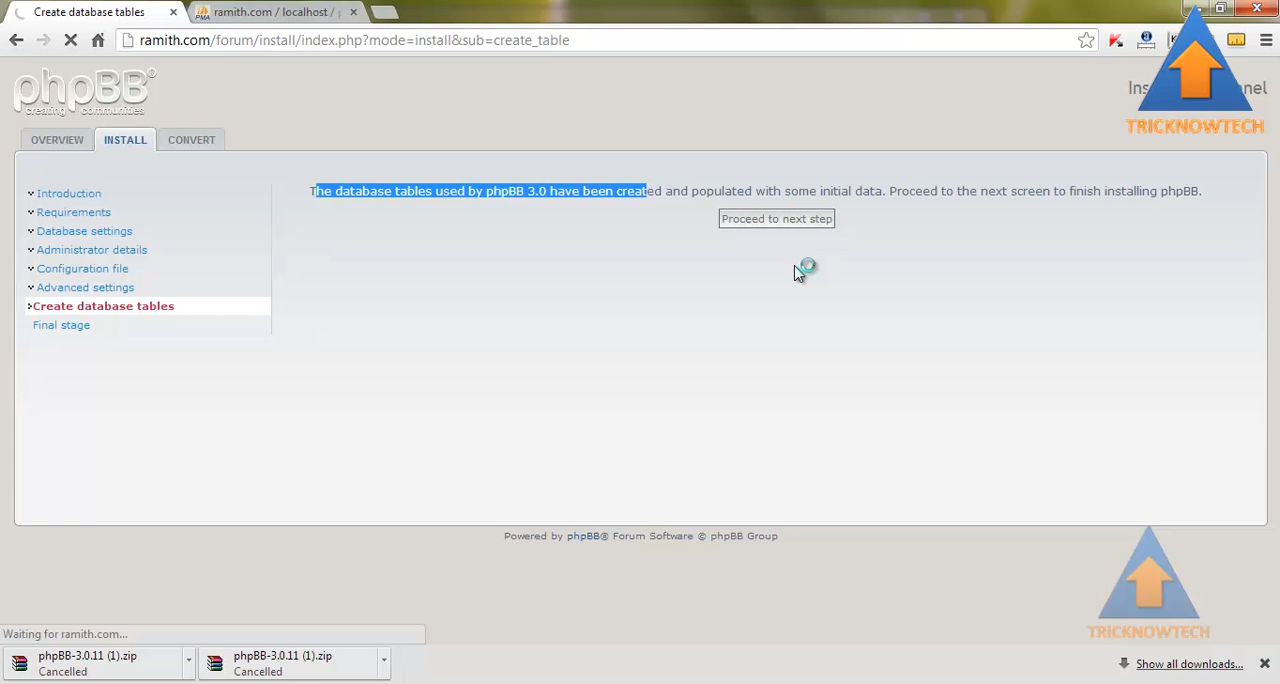 Create database tables
PMA ramith.com / localhost / p
ramith.com/forum/install/index.php?mode=install&sub=create_table
phpBB®
creating communities
TRICKNOWTECH
OVERVIEW INSTALL CONVERT
Introduction
Requirements
Database settings
Administrator details
Configuration file
Advanced settings
Create database tables
Final stage
The database tables used by phpBB 3.0 have been created and populated with some initial data. Proceed to the next screen to finish installing phpBB.
Proceed to next step
Powered by phpBB® Forum Software © phpBB Group
TRICKNOWTECH
Waiting for ramith.com...
phpBB-3.0.11 (1).zip
Cancelled
phpBB-3.0.11 (1).zip
Cancelled
Show all downloads...